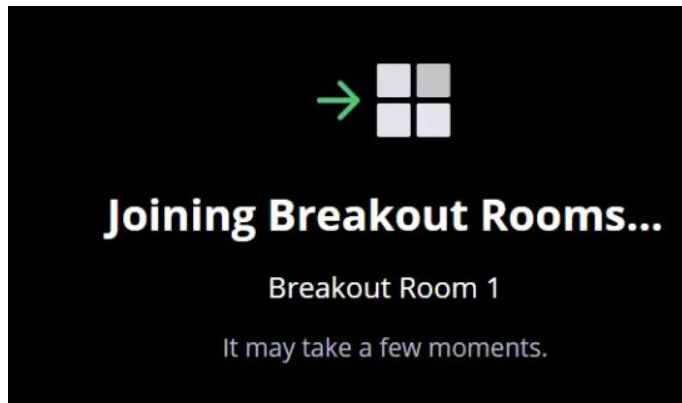 Joining Breakout Rooms...
Breakout Room 1
It may take a few moments.